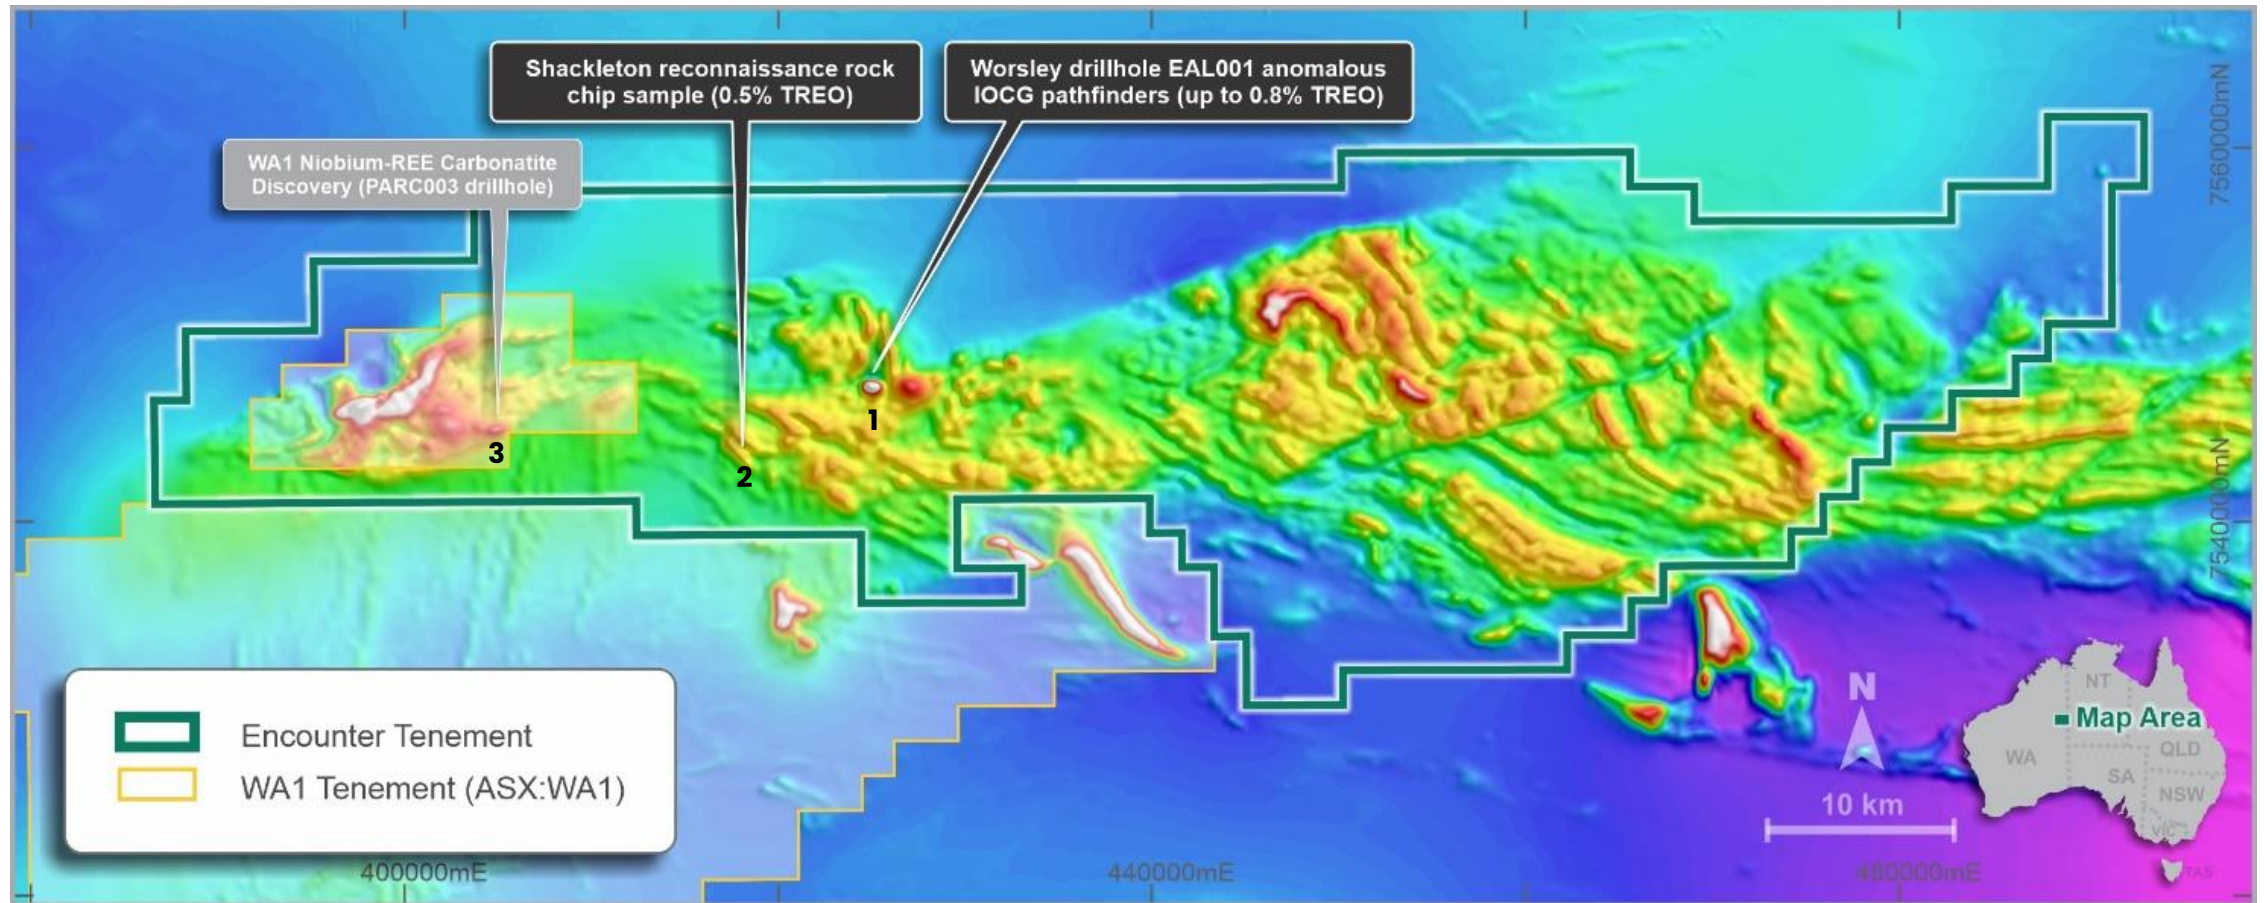 Shackleton reconnaissance rock
chip sample (0.5% TREO)
Worsley drillhole EAL001 anomalous
IOCG pathfinders (up to 0.8% TREO)
WA1 Niobium-REE Carbonatite
Discovery (PARC003 drillhole)
7560000mN
1
3
2
7540000mN
Encounter Tenement
WA1 Tenement (ASX:WA1)
N
10 km
NT
Map Area
WA
QLD
SA
NSW
VIC
TAS
400000mE
440000mE
480000mE